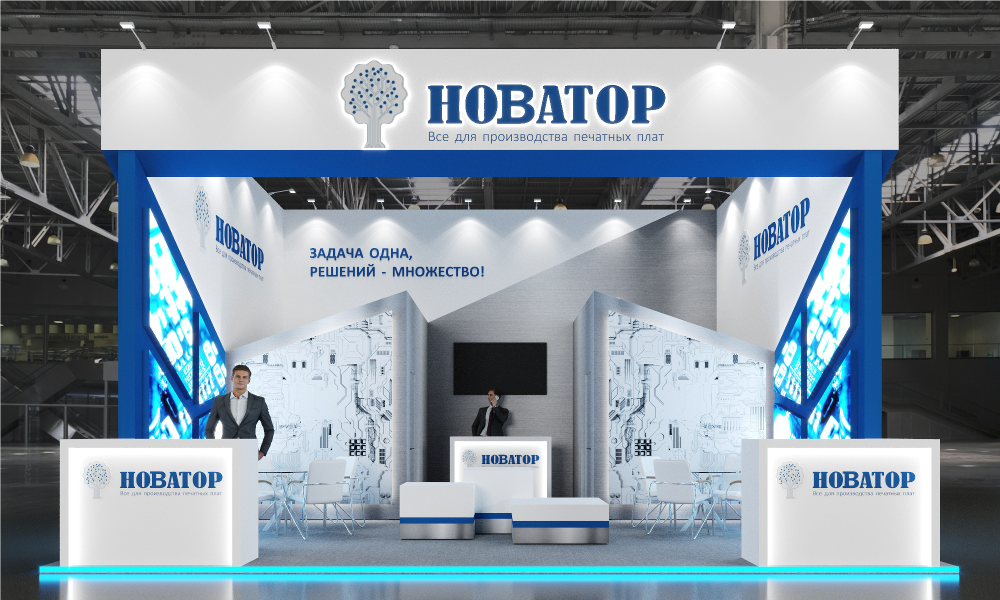 НОВАТОР
Все для производства печатных плат
НОВАТОР
Все для производства печатных плат
ЗАДАЧА ОДНА,
РЕШЕНИЙ - МНОЖЕСТВО!
НОВАТОР
Все для производства печатных плат
НОВАТОР
Все для производства печатных плат
НОВАТОР
НОВАТОР
Все для производства печатных плат